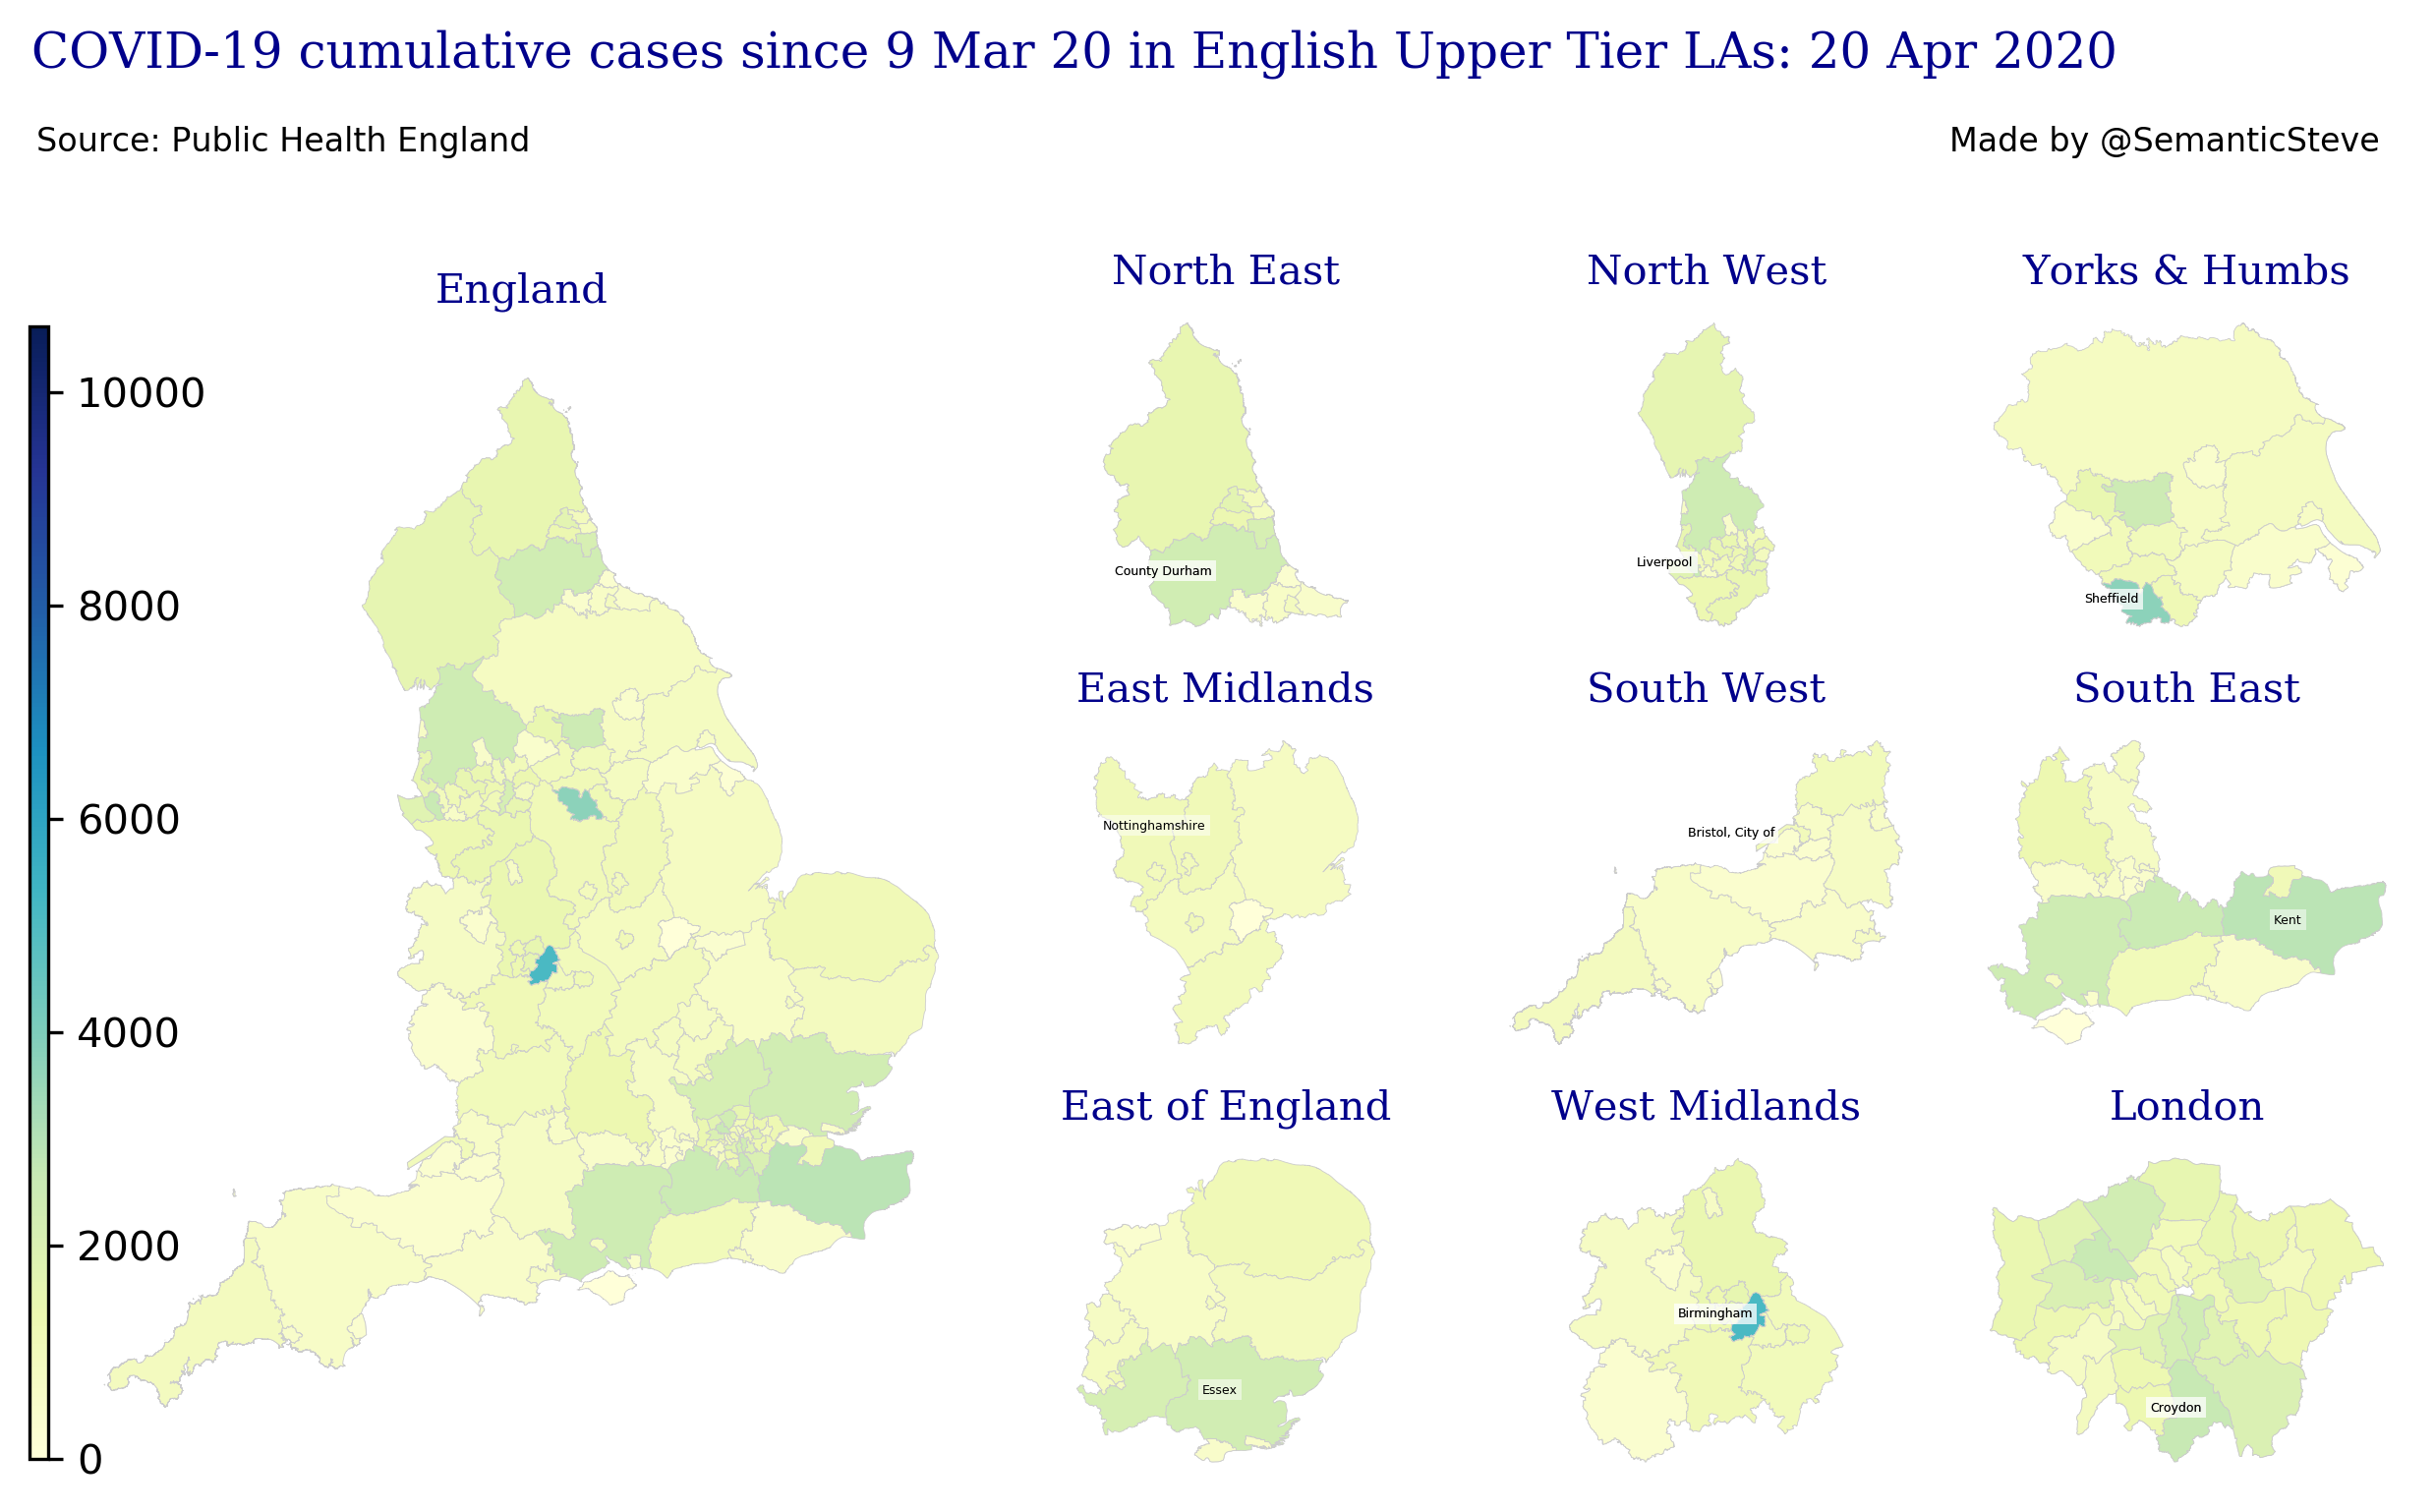 COVID-19 cumulative cases since 9 Mar 20 in English Upper Tier LAs: 20 Apr 2020
Source: Public Health England
Made by @SemanticSteve
England
10000
8000
6000
4000
2000
0
North East
County Durham
North West
Liverpool
Yorks & Humbs
Sheffield
East Midlands
Nottinghamshire
South West
Bristol, City of
South East
Kent
East of England
Essex
West Midlands
Birmingham
London
Croydon